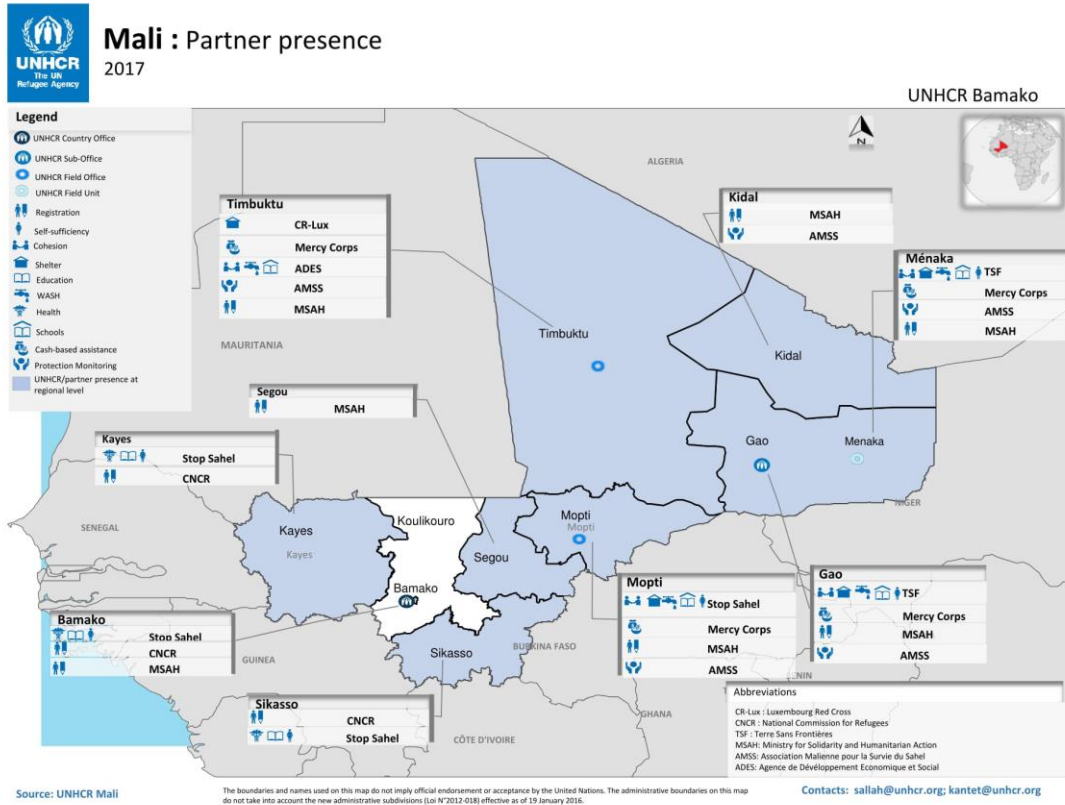 UNHCR
The UN
Refugee Agency
Mali : Partner presence
2017
UNHCR Bamako
Legend
UNHCR Country Office
UNHCR Sub-Office
UNHCR Field Office
UNHCR Field Unit
Registration
Self-sufficiency
Cohesion
Shelter
Education
WASH
Health
Schools
Cash-based assistance
Protection Monitoring
UNHCR/partner presence at
regional level
N
ALGERIA
Timbuktu
CR-Lux
Mercy Corps
ADES
AMSS
MSAH
Kidal
MSAH
AMSS
Ménaka
TSF
Mercy Corps
AMSS
MSAH
MAURITANIA
Timbuktu
Kidal
Segou
MSAH
Gao
Menaka
Kayes
Stop Sahel
CNCR
NIGER
SENEGAL
Kayes
Kayes
Koulikouro
Mopti
Mopti
Segou
Bamako
Bamako
Stop Sahel
CNCR
MSAH
GUINEA
Sikasso
BURKINA FASO
Mopti
Stop Sahel
Mercy Corps
MSAH
AMSS
Gao
TSF
Mercy Corps
MSAH
AMSS
Sikasso
CNCR
Stop Sahel
CÔTE D'IVOIRE
GHANA
Abbreviations
CR-Lux : Luxembourg Red Cross
CNCR : National Commission for Refugees
TSF : Terre Sans Frontières
MSAH: Ministry for Solidarity and Humanitarian Action
AMSS: Association Malienne pour la Survie du Sahel
ADES: Agence de Dévéloppement Economique et Social
Source: UNHCR Mali
The boundaries and names used on this map do not imply official endorsement or acceptance by the United Nations. The administrative boundaries on this map
do not take into account the new administrative subdivisions (Loi N°2012-018) effective as of 19 January 2016.
Contacts: sallah@unhcr.org; kantet@unhcr.org